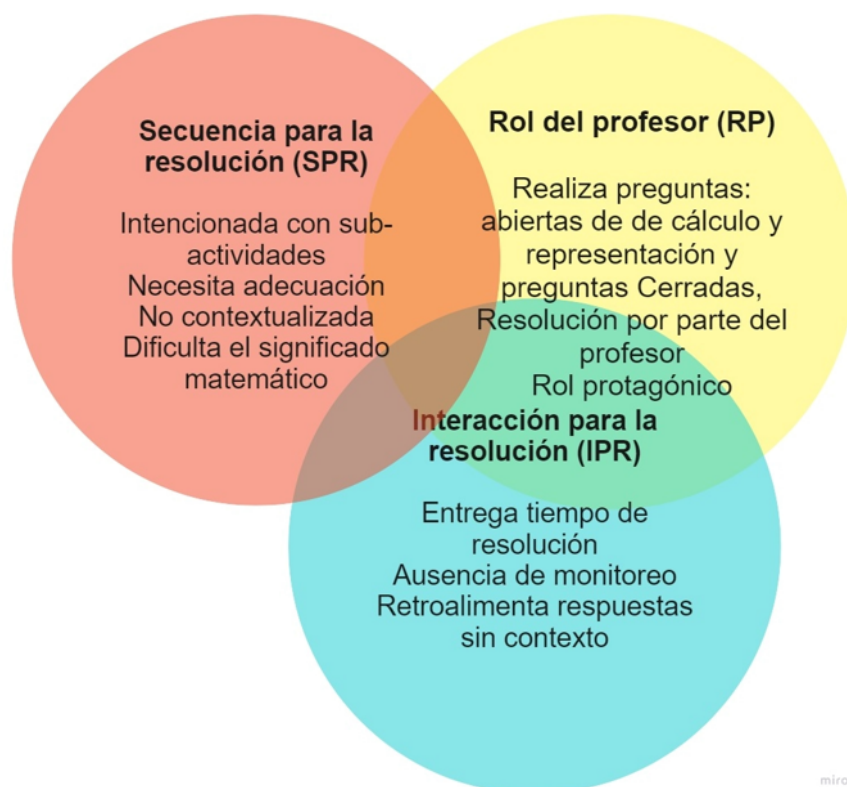 Secuencia para la
resolución (SPR)
Intencionada con sub-
actividades
Necesita adecuación
No contextualizada
Dificulta el significado
matemático
Rol del profesor (RP)
Realiza preguntas:
abiertas de de cálculo y
representación y
preguntas Cerradas,
Resolución por parte del
profesor
Rol protagónico
Interacción para la
resolución (IPR)
Entrega tiempo de
resolución
Ausencia de monitoreo
Retroalimenta respuestas
sin contexto
miro